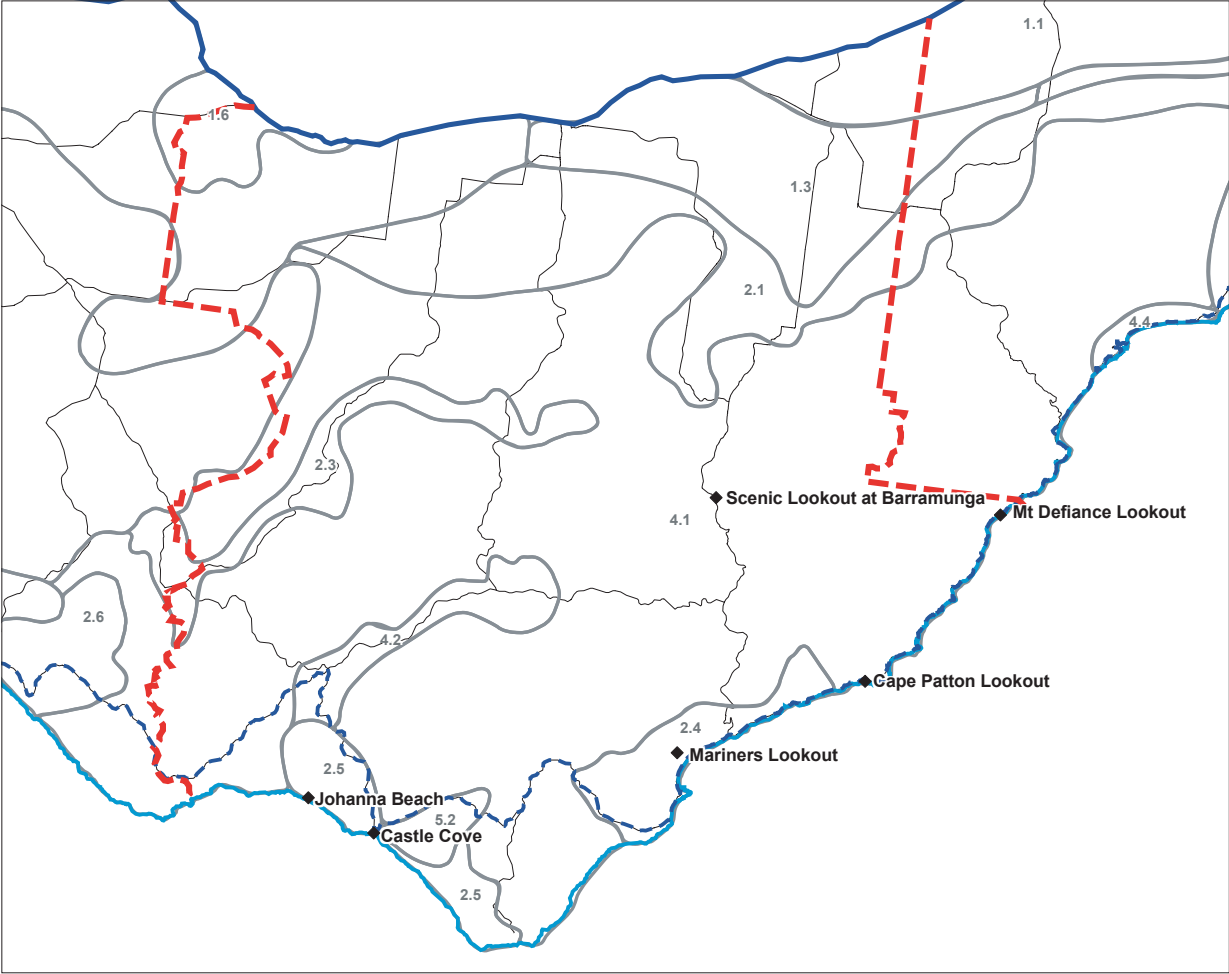 1.1
1.6
1.3
2.1
4.4
2.3
Scenic Lookout at Barramunga
Mt Defiance Lookout
4.1
2.6
4.2
Cape Patton Lookout
2.4
Mariners Lookout
2.5
Johanna Beach
5.2
Castle Cove
2.5